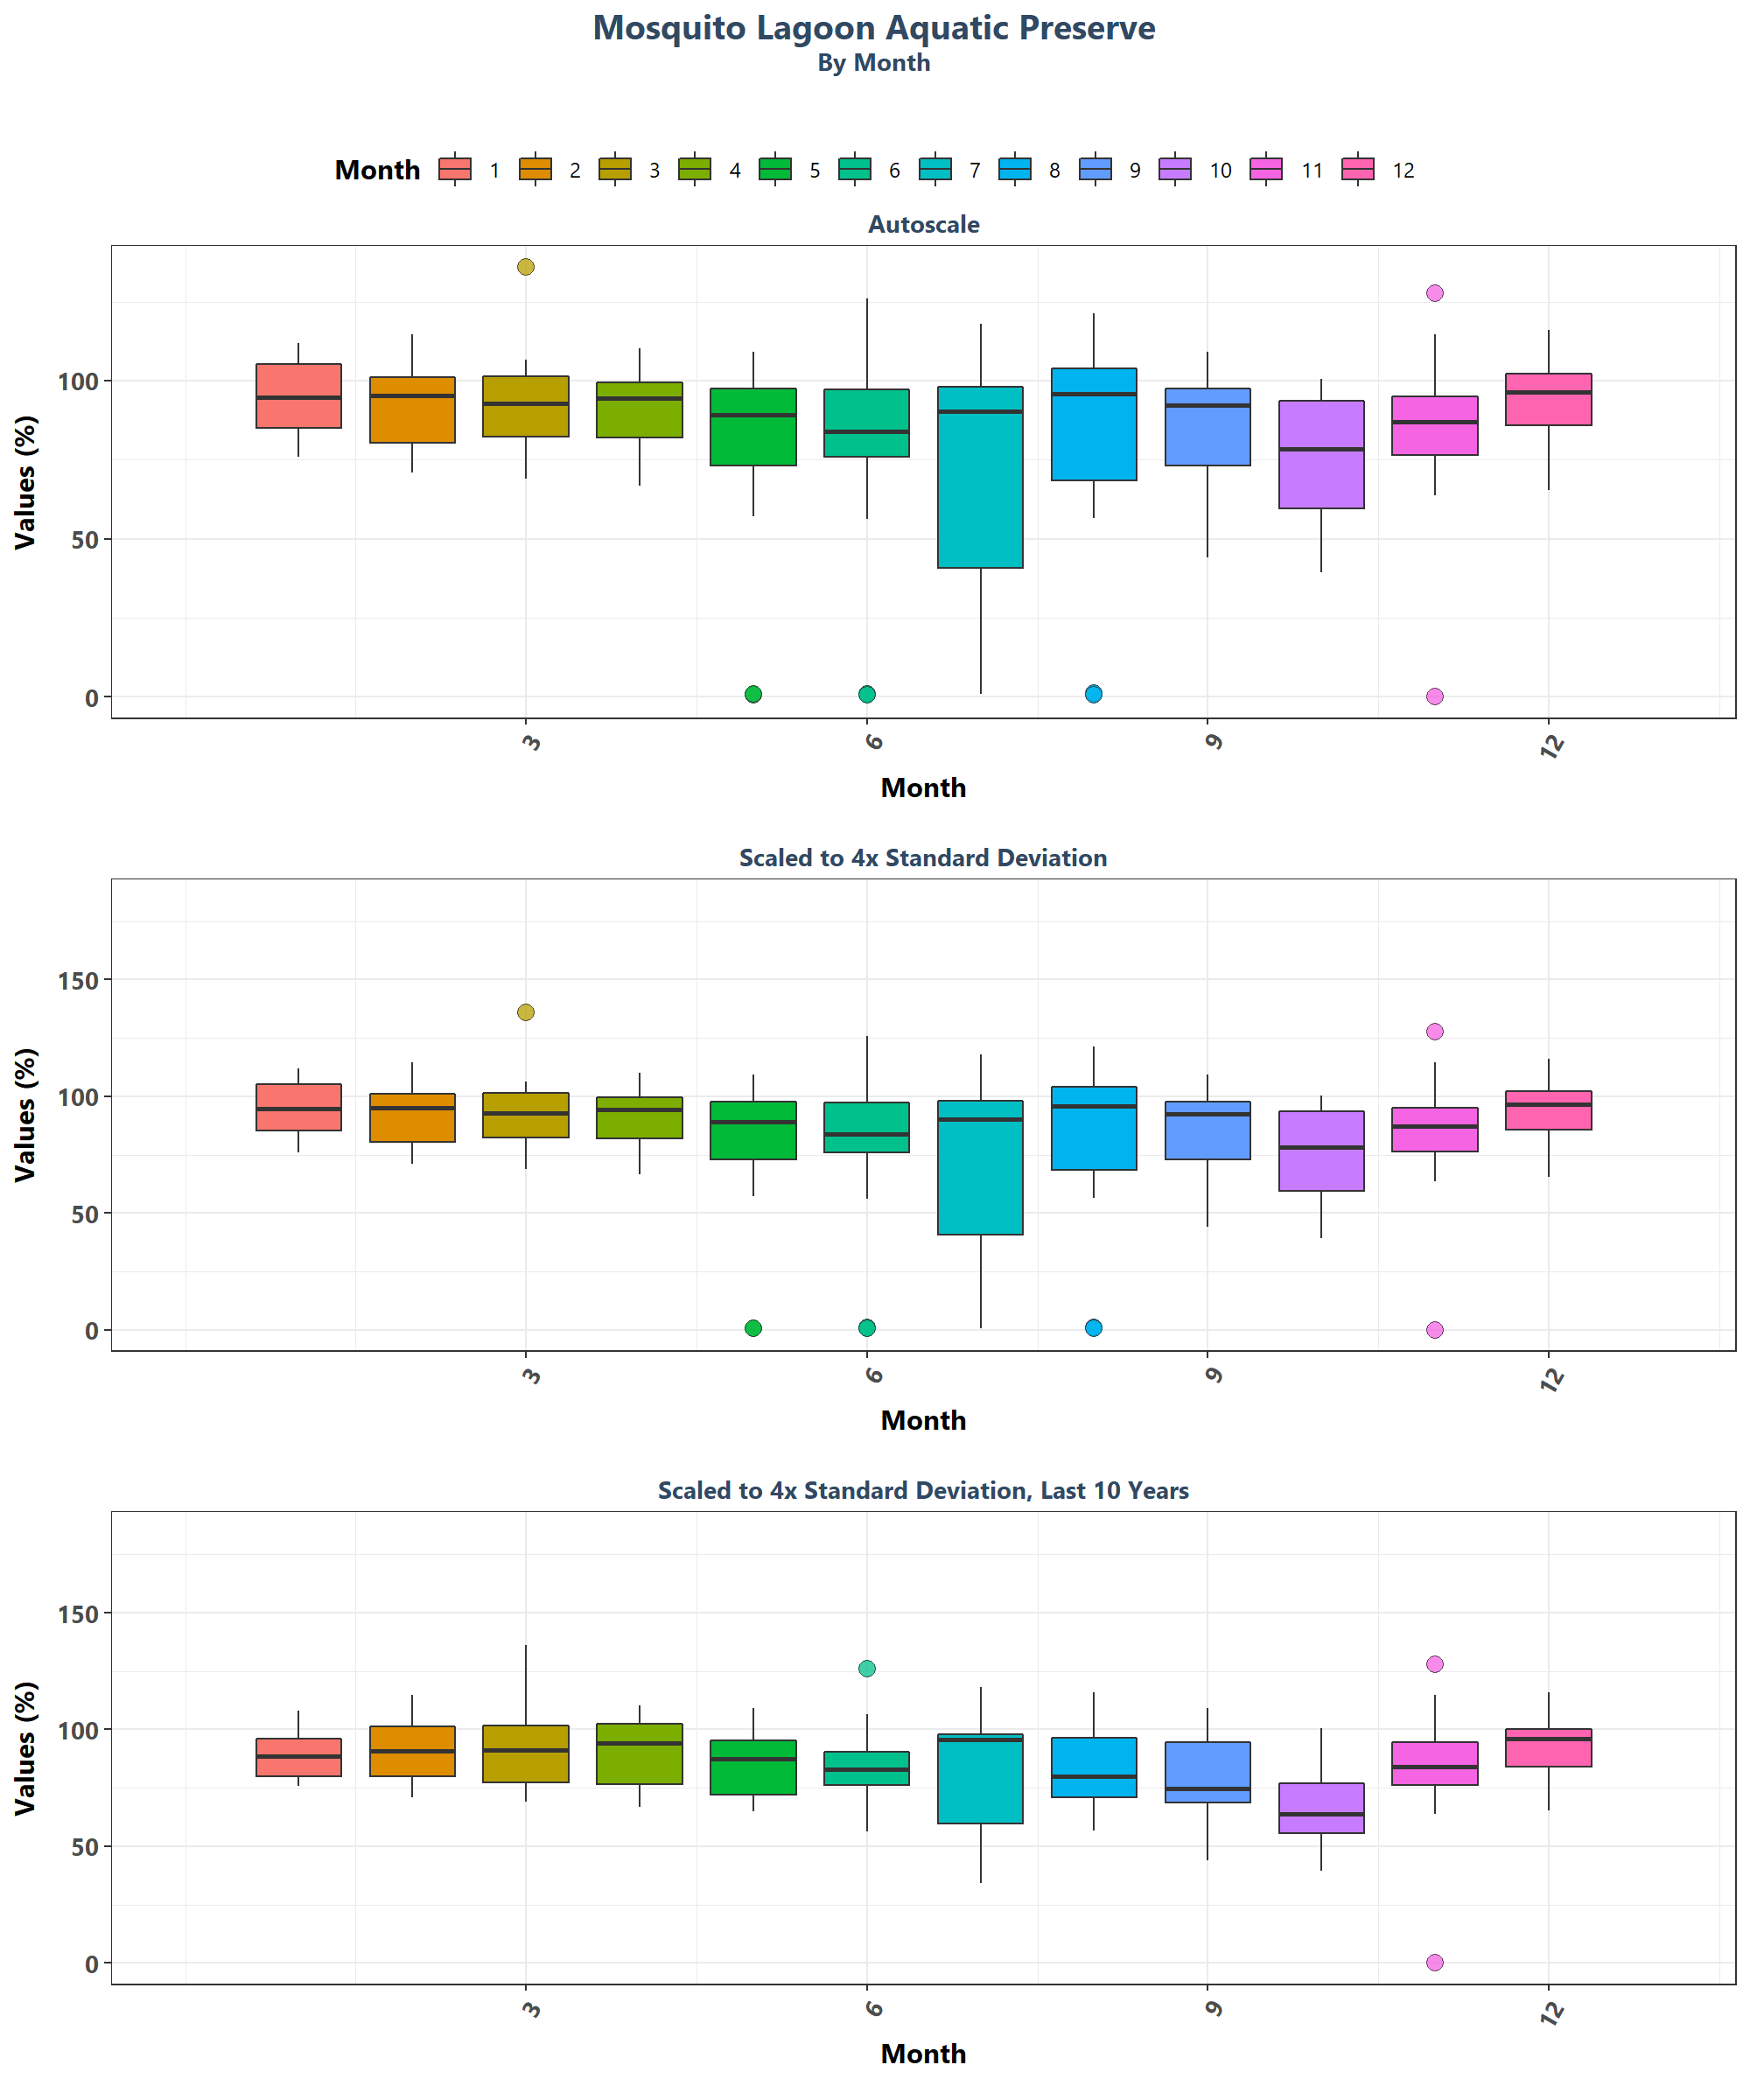 Mosquito Lagoon Aquatic Preserve
By Month
Month 1 2 3 4 5 6 7 8 9 10 11 12
Autoscale
Values (%)
100
50
0
3 6 9 12
Month
Scaled to 4x Standard Deviation
Values (%)
150
100
50
0
3 6 9 12
Month
Scaled to 4x Standard Deviation, Last 10 Years
Values (%)
150
100
50
0
3 6 9 12
Month